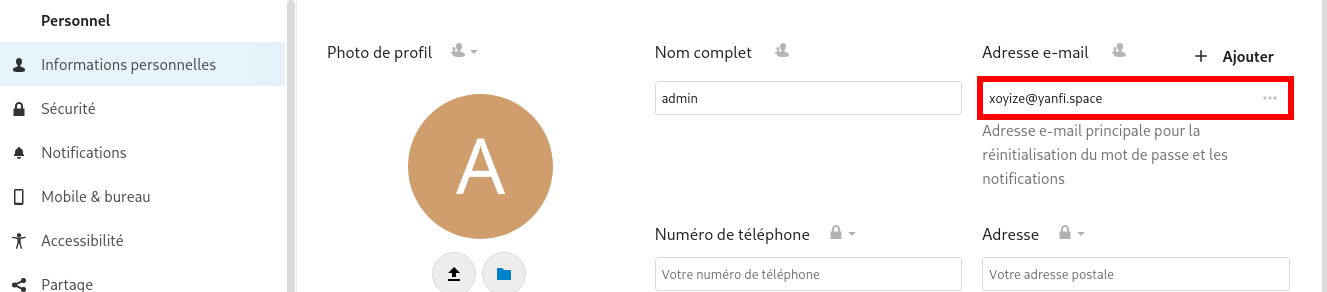 Personnel
Informations personnelles
Sécurité
Notifications
Mobile & bureau
Accessibilité
Partage
Photo de profil
A
Nom complet
admin
Adresse e-mail
+ Ajouter
xoyize@yanfi.space
Adresse e-mail principale pour la
réinitialisation du mot de passe et les
notifications
Numéro de téléphone
Votre numéro de téléphone
Adresse
Votre adresse postale